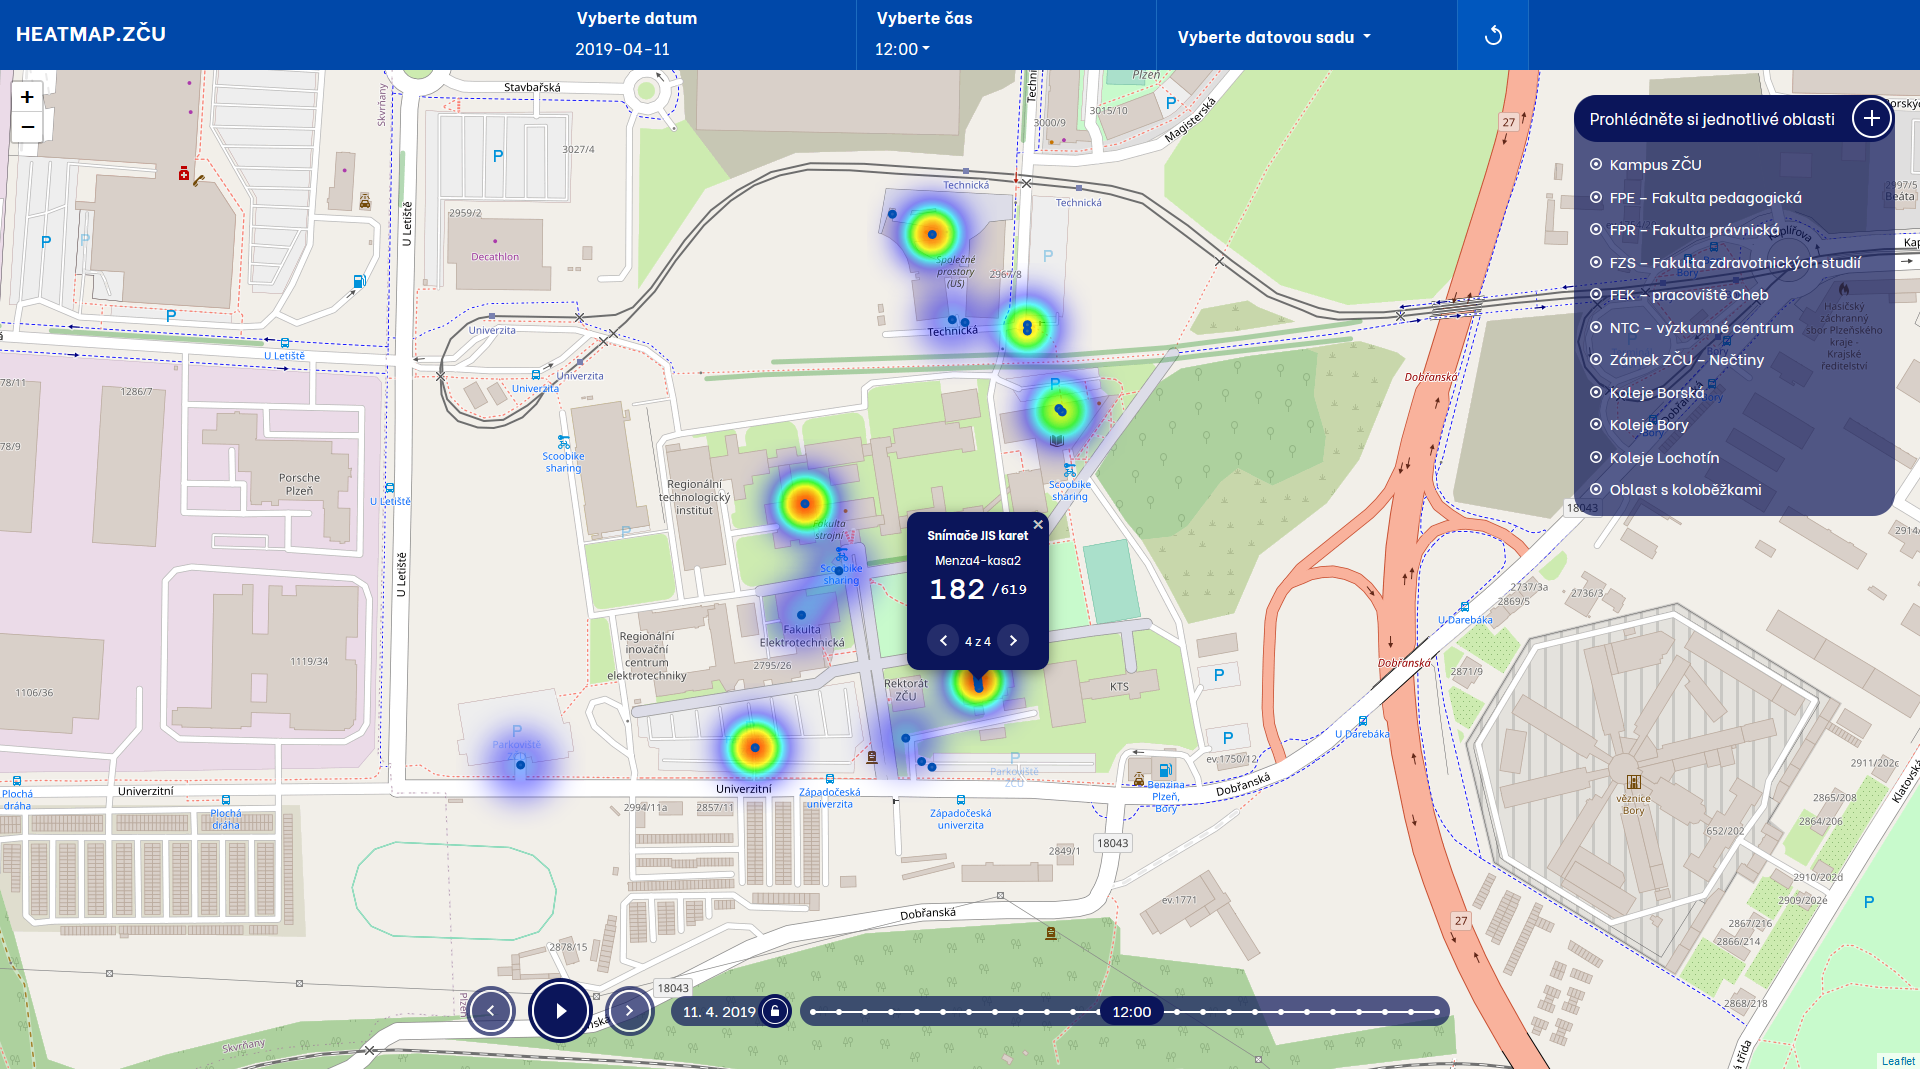 HEATMAP.ZČU
Vyberte datum
2019-04-11
Vyberte čas
12:00
Vyberte datovou sadu
+
−
Prohlédněte si jednotlivé oblasti
Kampus ZČU
FPE – Fakulta pedagogická
FPR – Fakulta právnická
FZS – Fakulta zdravotnických studií
FEK – pracoviště Cheb
NTC – výzkumné centrum
Zámek ZČU – Nečtiny
Koleje Borská
Koleje Bory
Koleje Lochotín
Oblast s koloběžkami
Stavbařská
Skvrňany
Magisterská
Plzeň
3015/10
3000/9
3027/4
2959/2
Decathlon
U Letiště
Technická
Technická
27
2997/5
Beáta
Kaplířova
Hasičský
záchranný
sbor Plzeňského
kraje -
Krajské
ředitelství
Společné
prostory
(US)
2967/8
Technická
Univerzita
Univerzita
Univerzita
U Letiště
1286/7
Dobřanská
Scoobike
sharing
Porsche
Plzeň
Regionální
technologický
institut
U Letiště
Scoobike
sharing
18043
Fakulta
strojní
Scoobike
sharing
Snímače JIS karet
Menza4-kasa2
182 /619
4 z 4
U Letiště
Fakulta
Elektrotechnická
2795/26
Regionální
inovační
centrum
elektrotechniky
Rektorát
ZČU
KTS
1119/34
1106/36
2737/3a
2736/3
2869/5
U Darebáka
Dobřanská
2871/9
U Darebáka
Parkoviště
ZČU
Parkoviště
ZČU
ev.1750/12
Dobřanská
Benzina
Plzeň,
Bory
Plochá
dráha
Univerzitní
Plochá
dráha
Univerzitní
Západočeská
univerzita
Západočeská
univerzita
2994/11a
2857/11
2849/1
18043
věznice
Bory
2911/202c
2865/208
2864/206
652/202
Klatovská
2910/202d
2909/202e
2867/216
2866/214
2868/218
ev.1771
Dobřanská
27
2878/15
18043
11. 4. 2019
12:00
Skvrňany
Leaflet